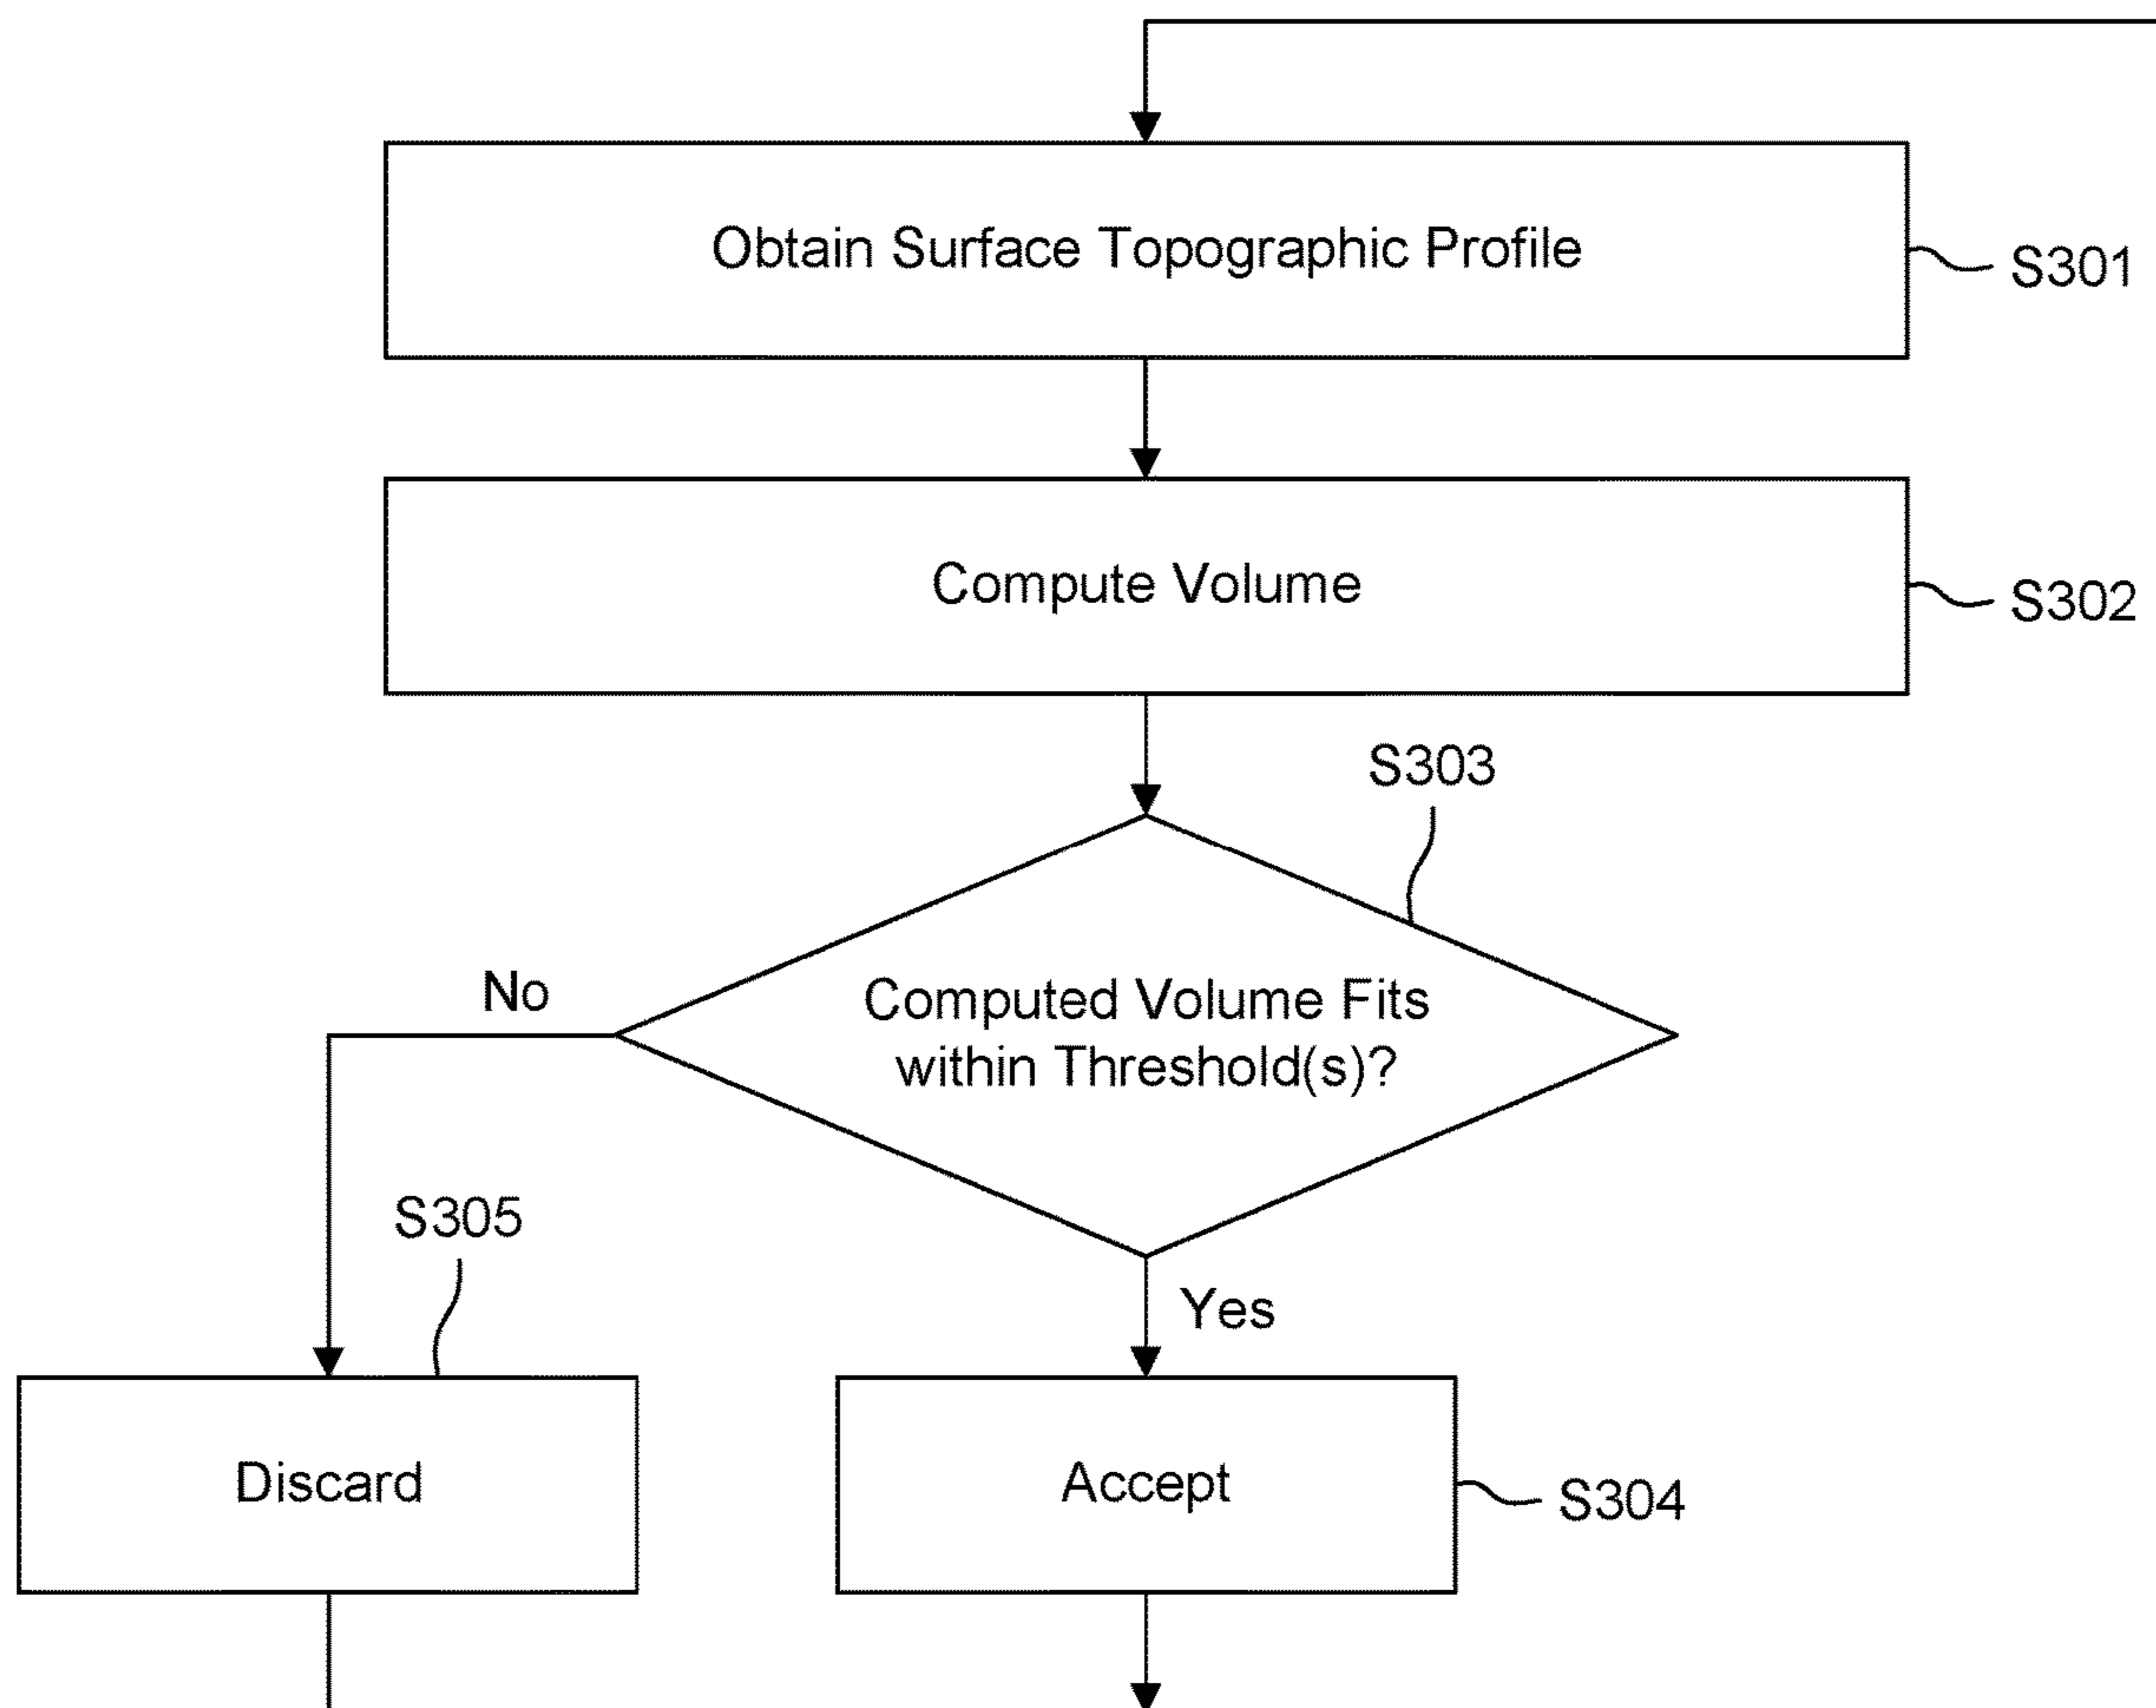 Obtain Surface Topographic Profile
S301
Compute Volume
S302
S303
Computed Volume Fits
within Threshold(s)?
No
Yes
S305
Discard
Accept
S304